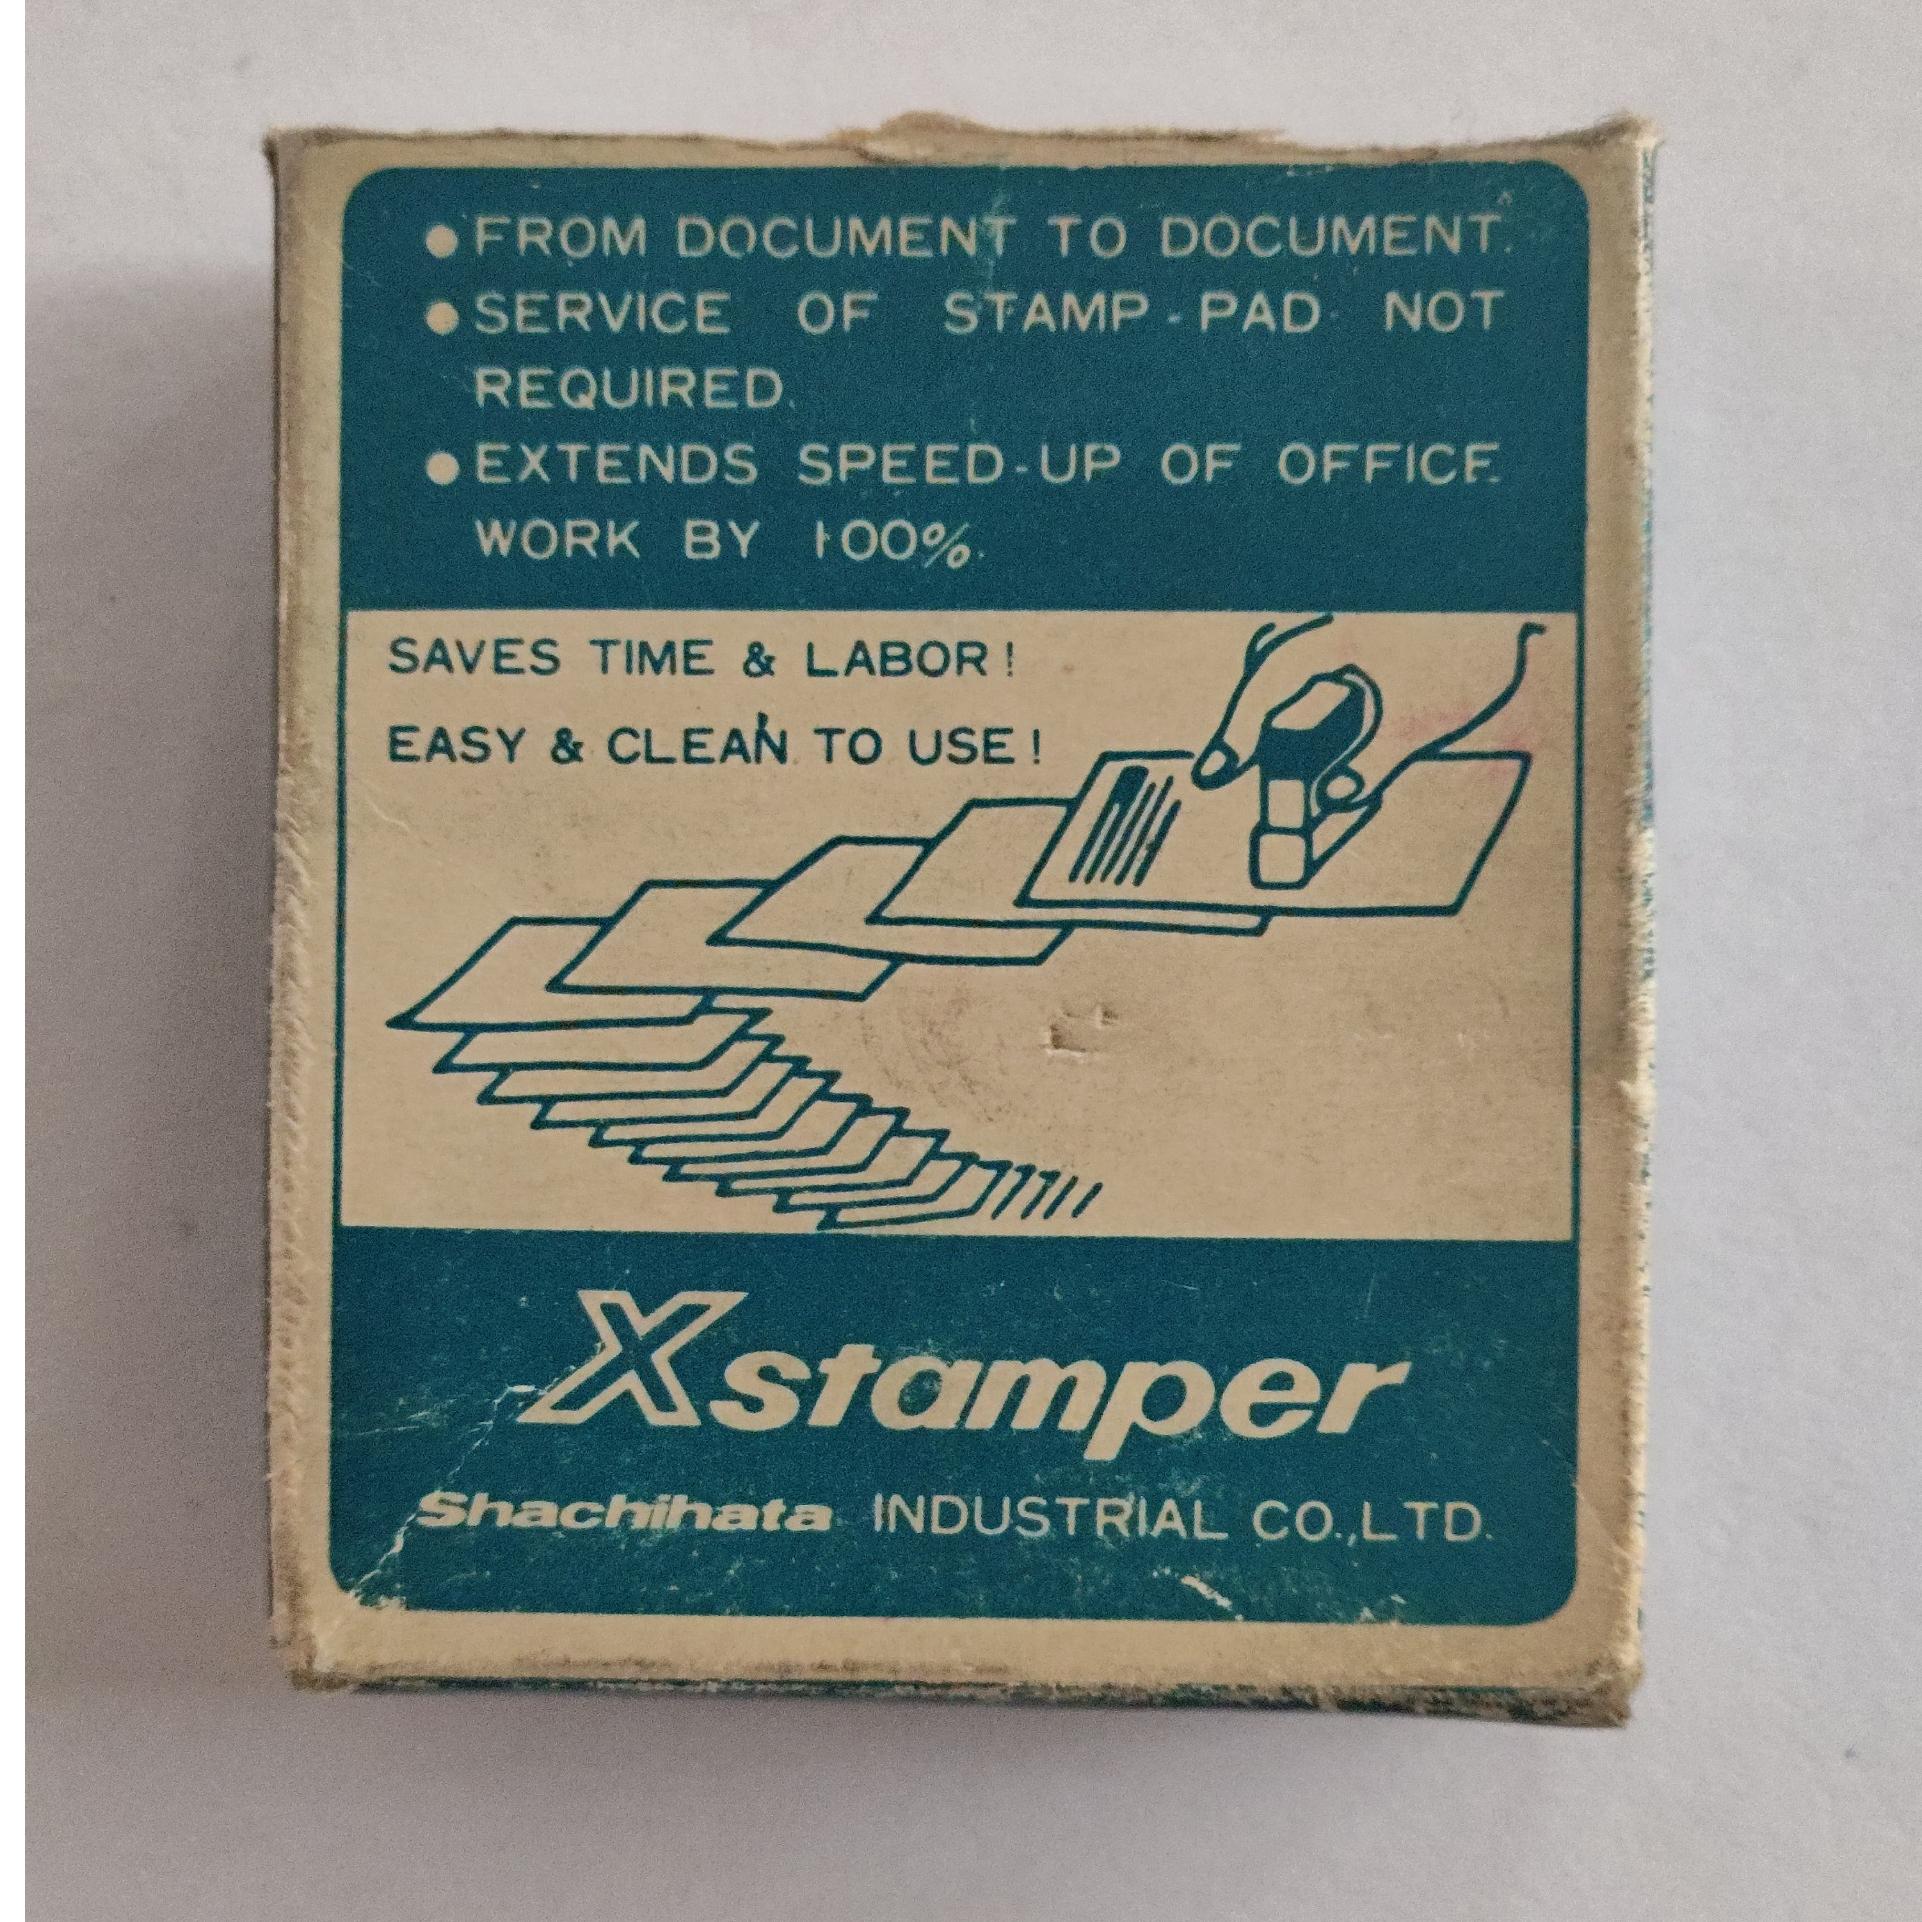 ● FROM DOCUMENT TO DOCUMENT.
● SERVICE OF STAMP-PAD NOT
REQUIRED.
● EXTENDS SPEED-UP OF OFFICE
WORK BY 100%.
SAVES TIME & LABOR!
EASY & CLEAN TO USE!
Xstamper
Shachihata INDUSTRIAL CO.,LTD.